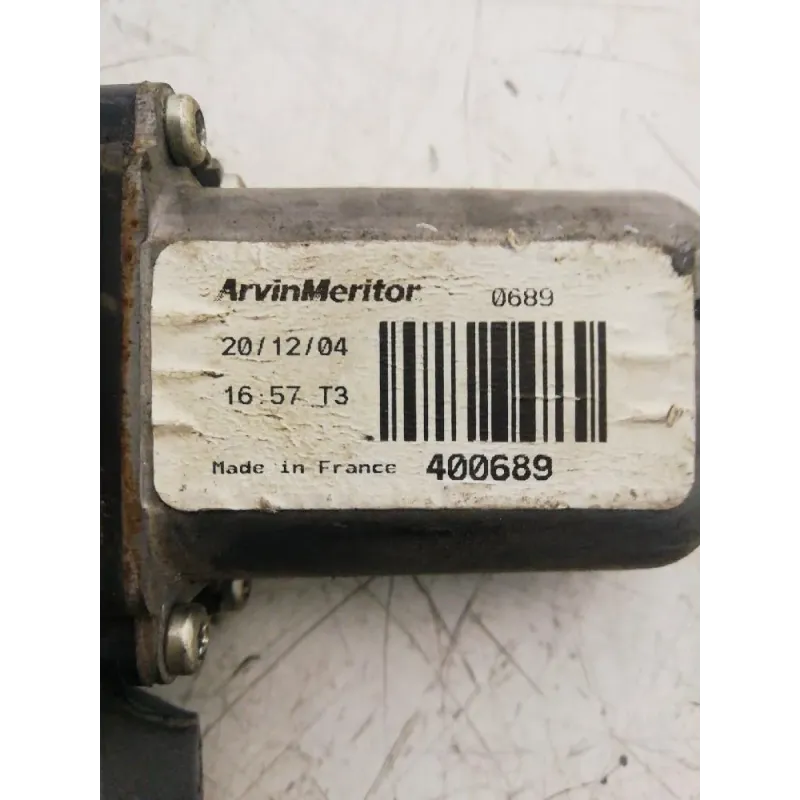 ArvinMeritor 0689
20/12/04
16:57 T3
Made in France 400689